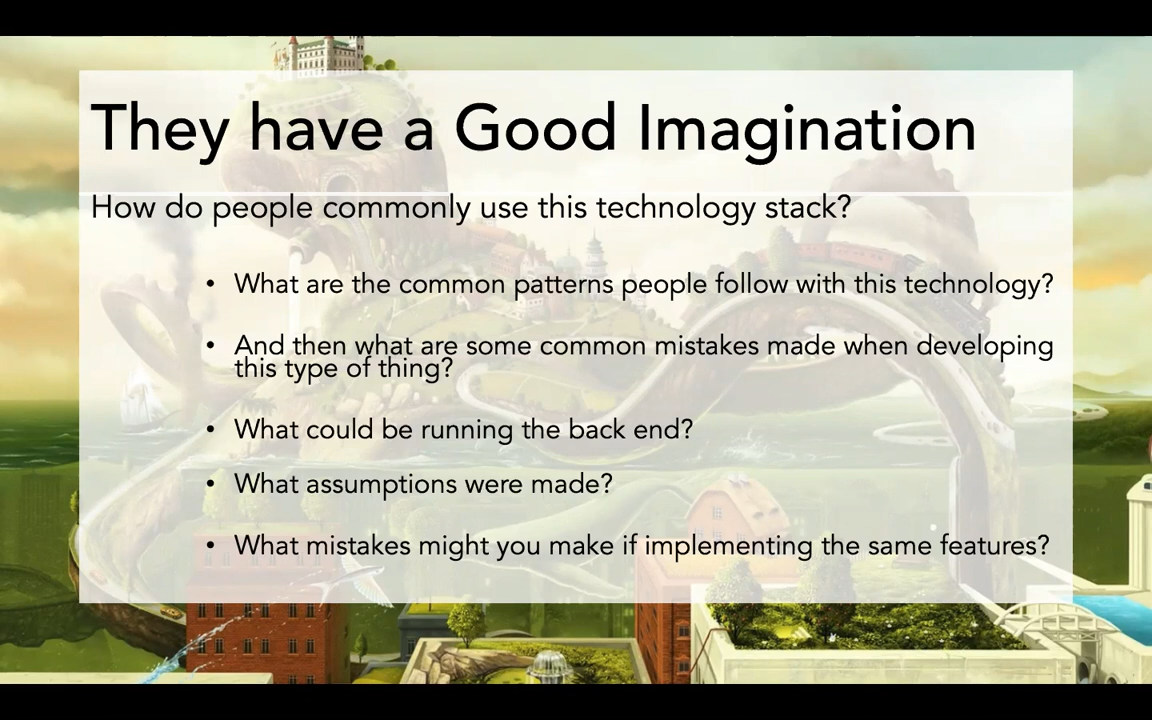 They have a Good Imagination
How do people commonly use this technology stack?
• What are the common patterns people follow with this technology?
• And then what are some common mistakes made when developing
this type of thing?
• What could be running the back end?
• What assumptions were made?
• What mistakes might you make if implementing the same features?